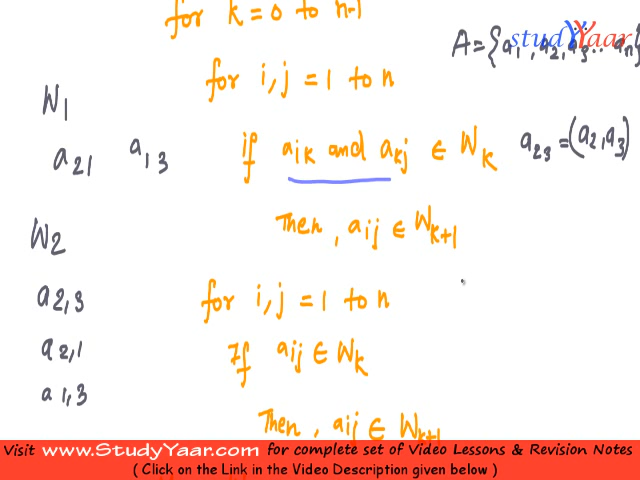 for k = 0 to n-1
A = {a1, a2, a3 .. an}
studyYaar
for i, j = 1 to n
W1
a21 a13
if aik and akj ∈ Wk
a23 = (a2, a3)
Then, aij ∈ Wk+1
W2
a2,3
for i, j = 1 to n
a2,1
If aij ∈ Wk
a1,3
Then, aij ∈ Wk+1
Visit www.StudyYaar.com for complete set of Video Lessons & Revision Notes
( Click on the Link in the Video Description given below )